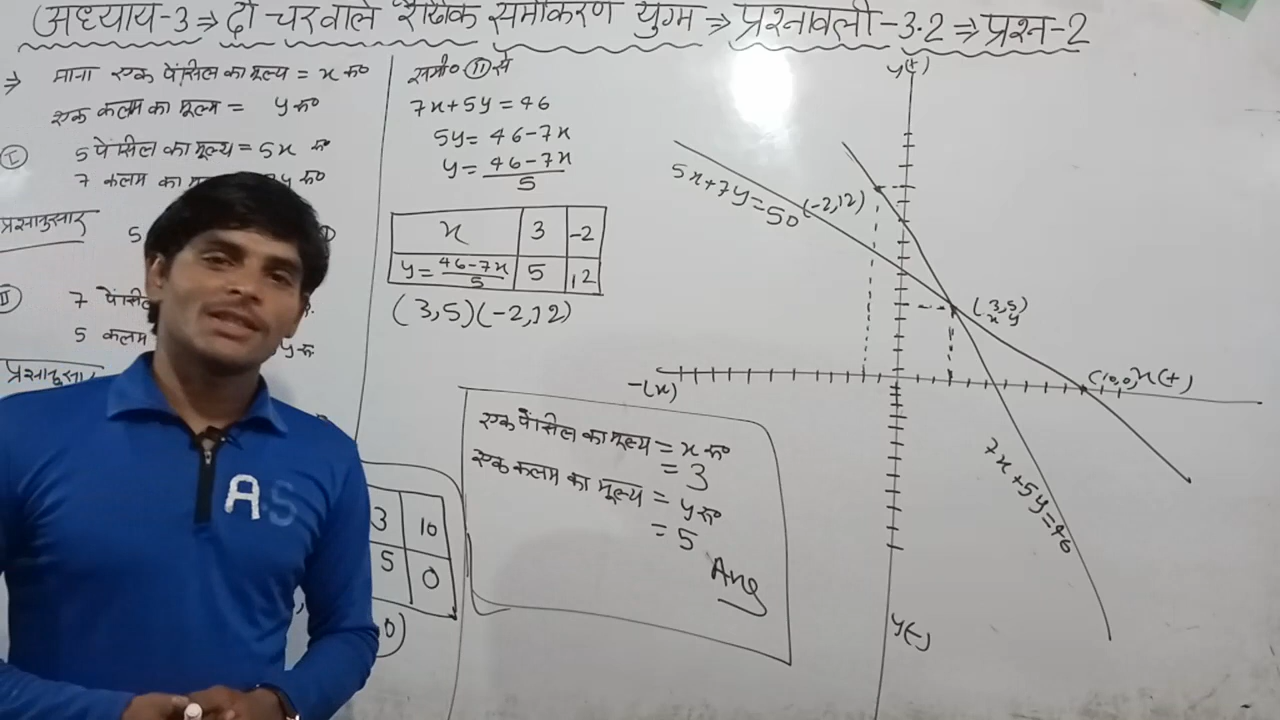 अध्याय-3 ⇒ दो चर वाले रैखिक समीकरण युग्म ⇒ प्रश्नावली-3.2 ⇒ प्रश्न-2
⇒ माना एक पेंसिल का मूल्य = x रू०
एक कलम का मूल्य = y रू०
I 5 पेंसिल का मूल्य = 5x रू
7 कलम का y रू०
प्रश्नानुसार 5
II 7 पेंसि
5 कलम y रू
प्रश्नानुसार
3 10
5 0
0)
समी० II से
7x+5y=46
5y=46-7x
y=46-7x/5
x 3 -2
y=46-7x/5 5 12
(3,5)(-2,12)
एक पेंसिल का मूल्य = x रू०
= 3
एक कलम का मूल्य = y रू०
= 5
Ans
y(+)
5x+7y=50
(-2,12)
(3,5)
x y
-(x)
(10,0)
x(+)
7x+5y=46
y(-)
A S